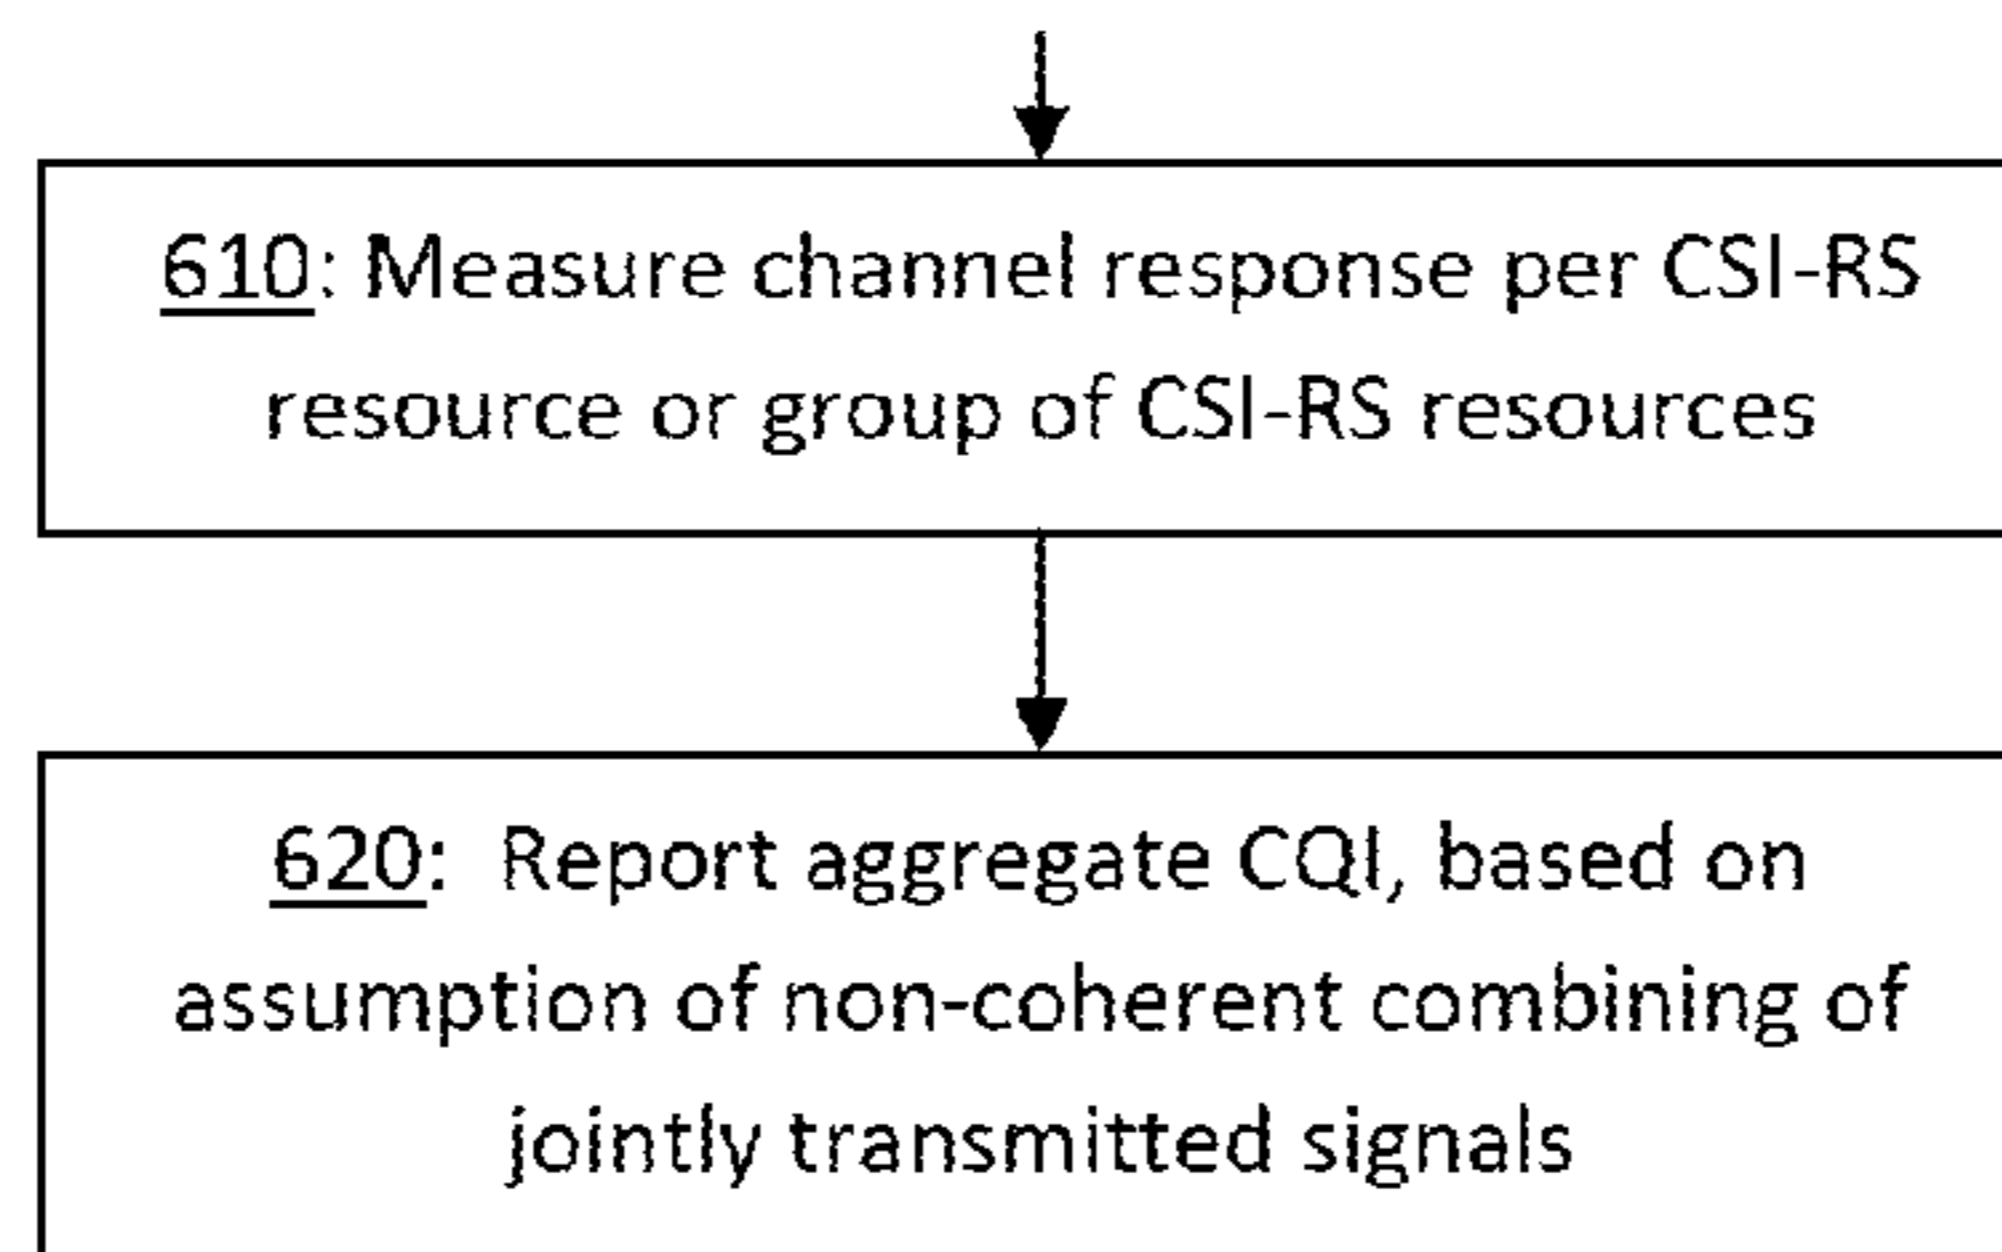 610: Measure channel response per CSI-RS
resource or group of CSI-RS resources
620: Report aggregate CQI, based on
assumption of non-coherent combining of
jointly transmitted signals